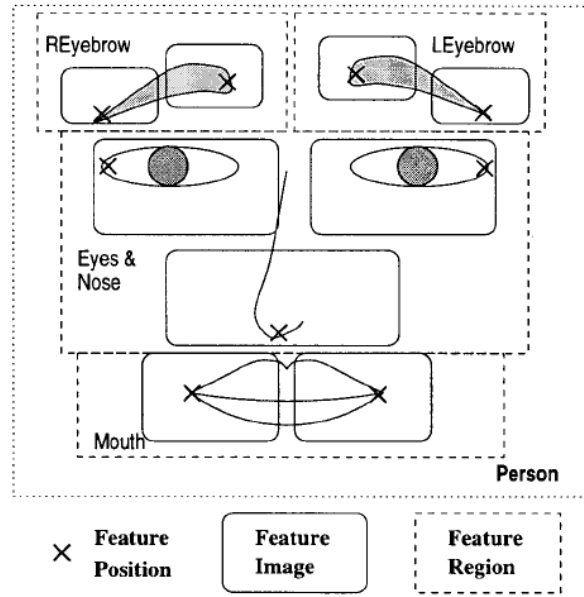 REyebrow
LEyebrow
Eyes &
Nose
Mouth
Person
Feature
Position
Feature
Image
Feature
Region